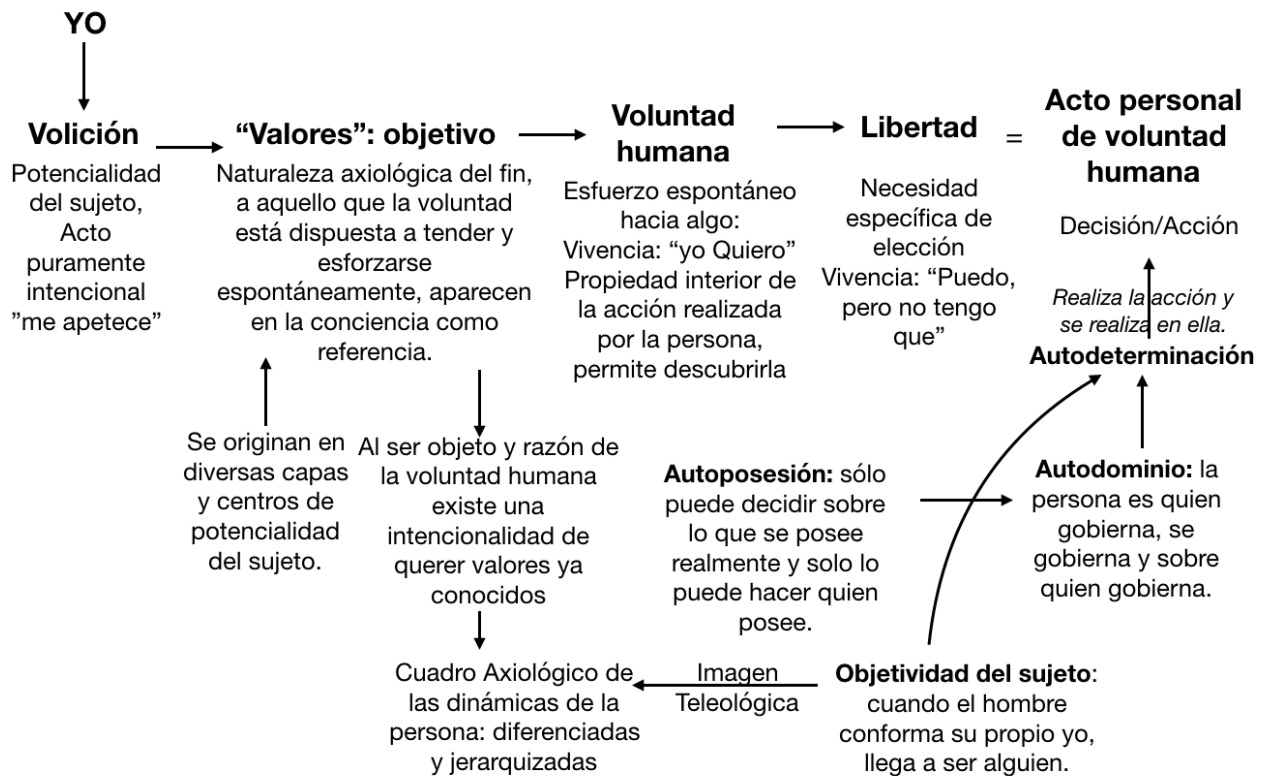 YO
Volición
Potencialidad
del sujeto,
Acto
puramente
intencional
”me apetece”
“Valores”: objetivo
Naturaleza axiológica del fin,
a aquello que la voluntad
está dispuesta a tender y
esforzarse
espontáneamente, aparecen
en la conciencia como
referencia.
Voluntad
humana
Esfuerzo espontáneo
hacia algo:
Vivencia: “yo Quiero”
Propiedad interior de
la acción realizada
por la persona,
permite descubrirla
Libertad
Necesidad
específica de
elección
Vivencia: “Puedo,
pero no tengo
que”
=
Acto personal
de voluntad
humana
Decisión/Acción
Realiza la acción y
se realiza en ella.
Autodeterminación
Se originan en
diversas capas
y centros de
potencialidad
del sujeto.
Al ser objeto y razón de
la voluntad humana
existe una
intencionalidad de
querer valores ya
conocidos
Autoposesión: sólo
puede decidir sobre
lo que se posee
realmente y solo lo
puede hacer quien
posee.
Autodominio: la
persona es quien
gobierna, se
gobierna y sobre
quien gobierna.
Cuadro Axiológico de
las dinámicas de la
persona: diferenciadas
y jerarquizadas
Imagen
Teleológica
Objetividad del sujeto:
cuando el hombre
conforma su propio yo,
llega a ser alguien.